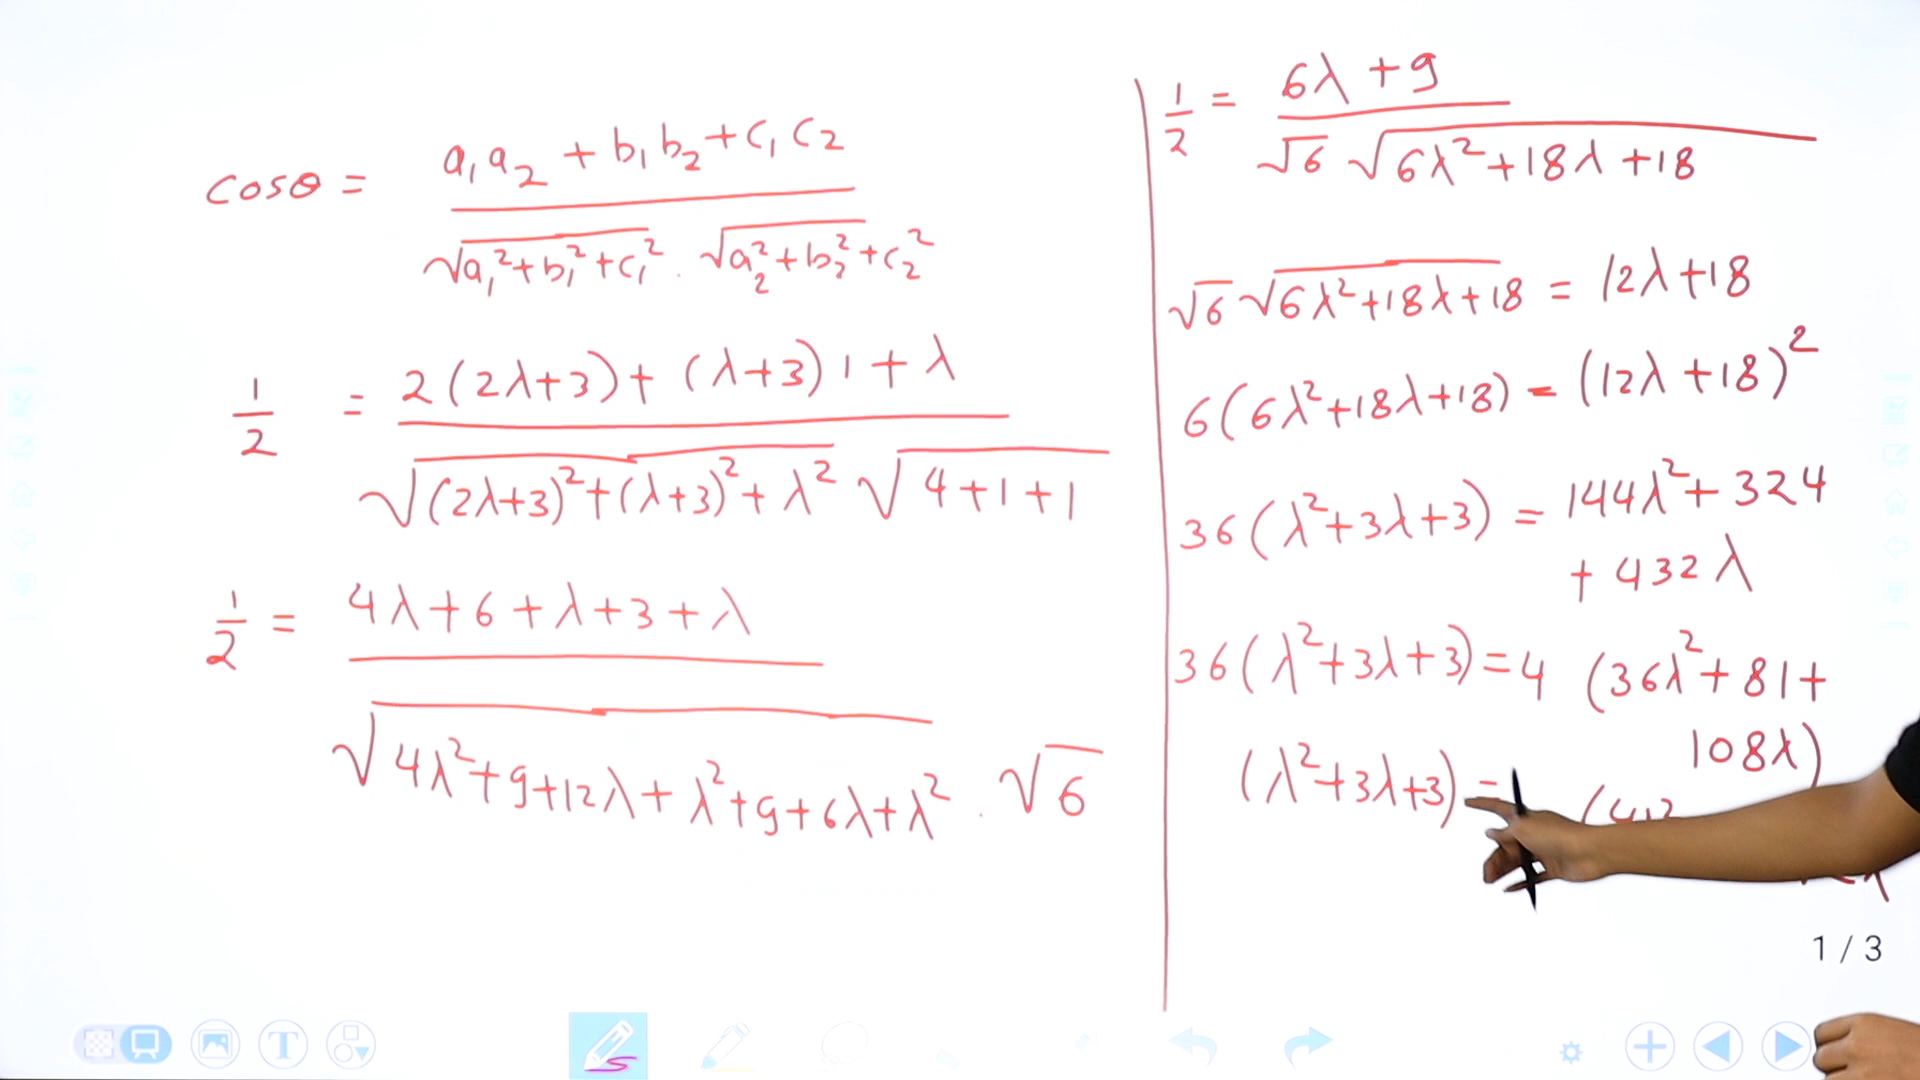 cosθ = a₁a₂ + b₁b₂ + c₁c₂ / √a₁²+b₁²+c₁² . √a₂²+b₂²+c₂²
1/2 = 2(2λ+3)+(λ+3)1+λ / √(2λ+3)²+(λ+3)²+λ² √4+1+1
1/2 = 4λ+6+λ+3+λ / √4λ²+9+12λ+λ²+9+6λ+λ² . √6
1/2 = 6λ+9 / √6 √6λ²+18λ+18
√6 √6λ²+18λ+18 = 12λ+18
6(6λ²+18λ+18) = (12λ+18)²
36(λ²+3λ+3) = 144λ²+324
+432λ
36(λ²+3λ+3)=4 (36λ²+81+
108λ)
(λ²+3λ+3) =
1 / 3
T